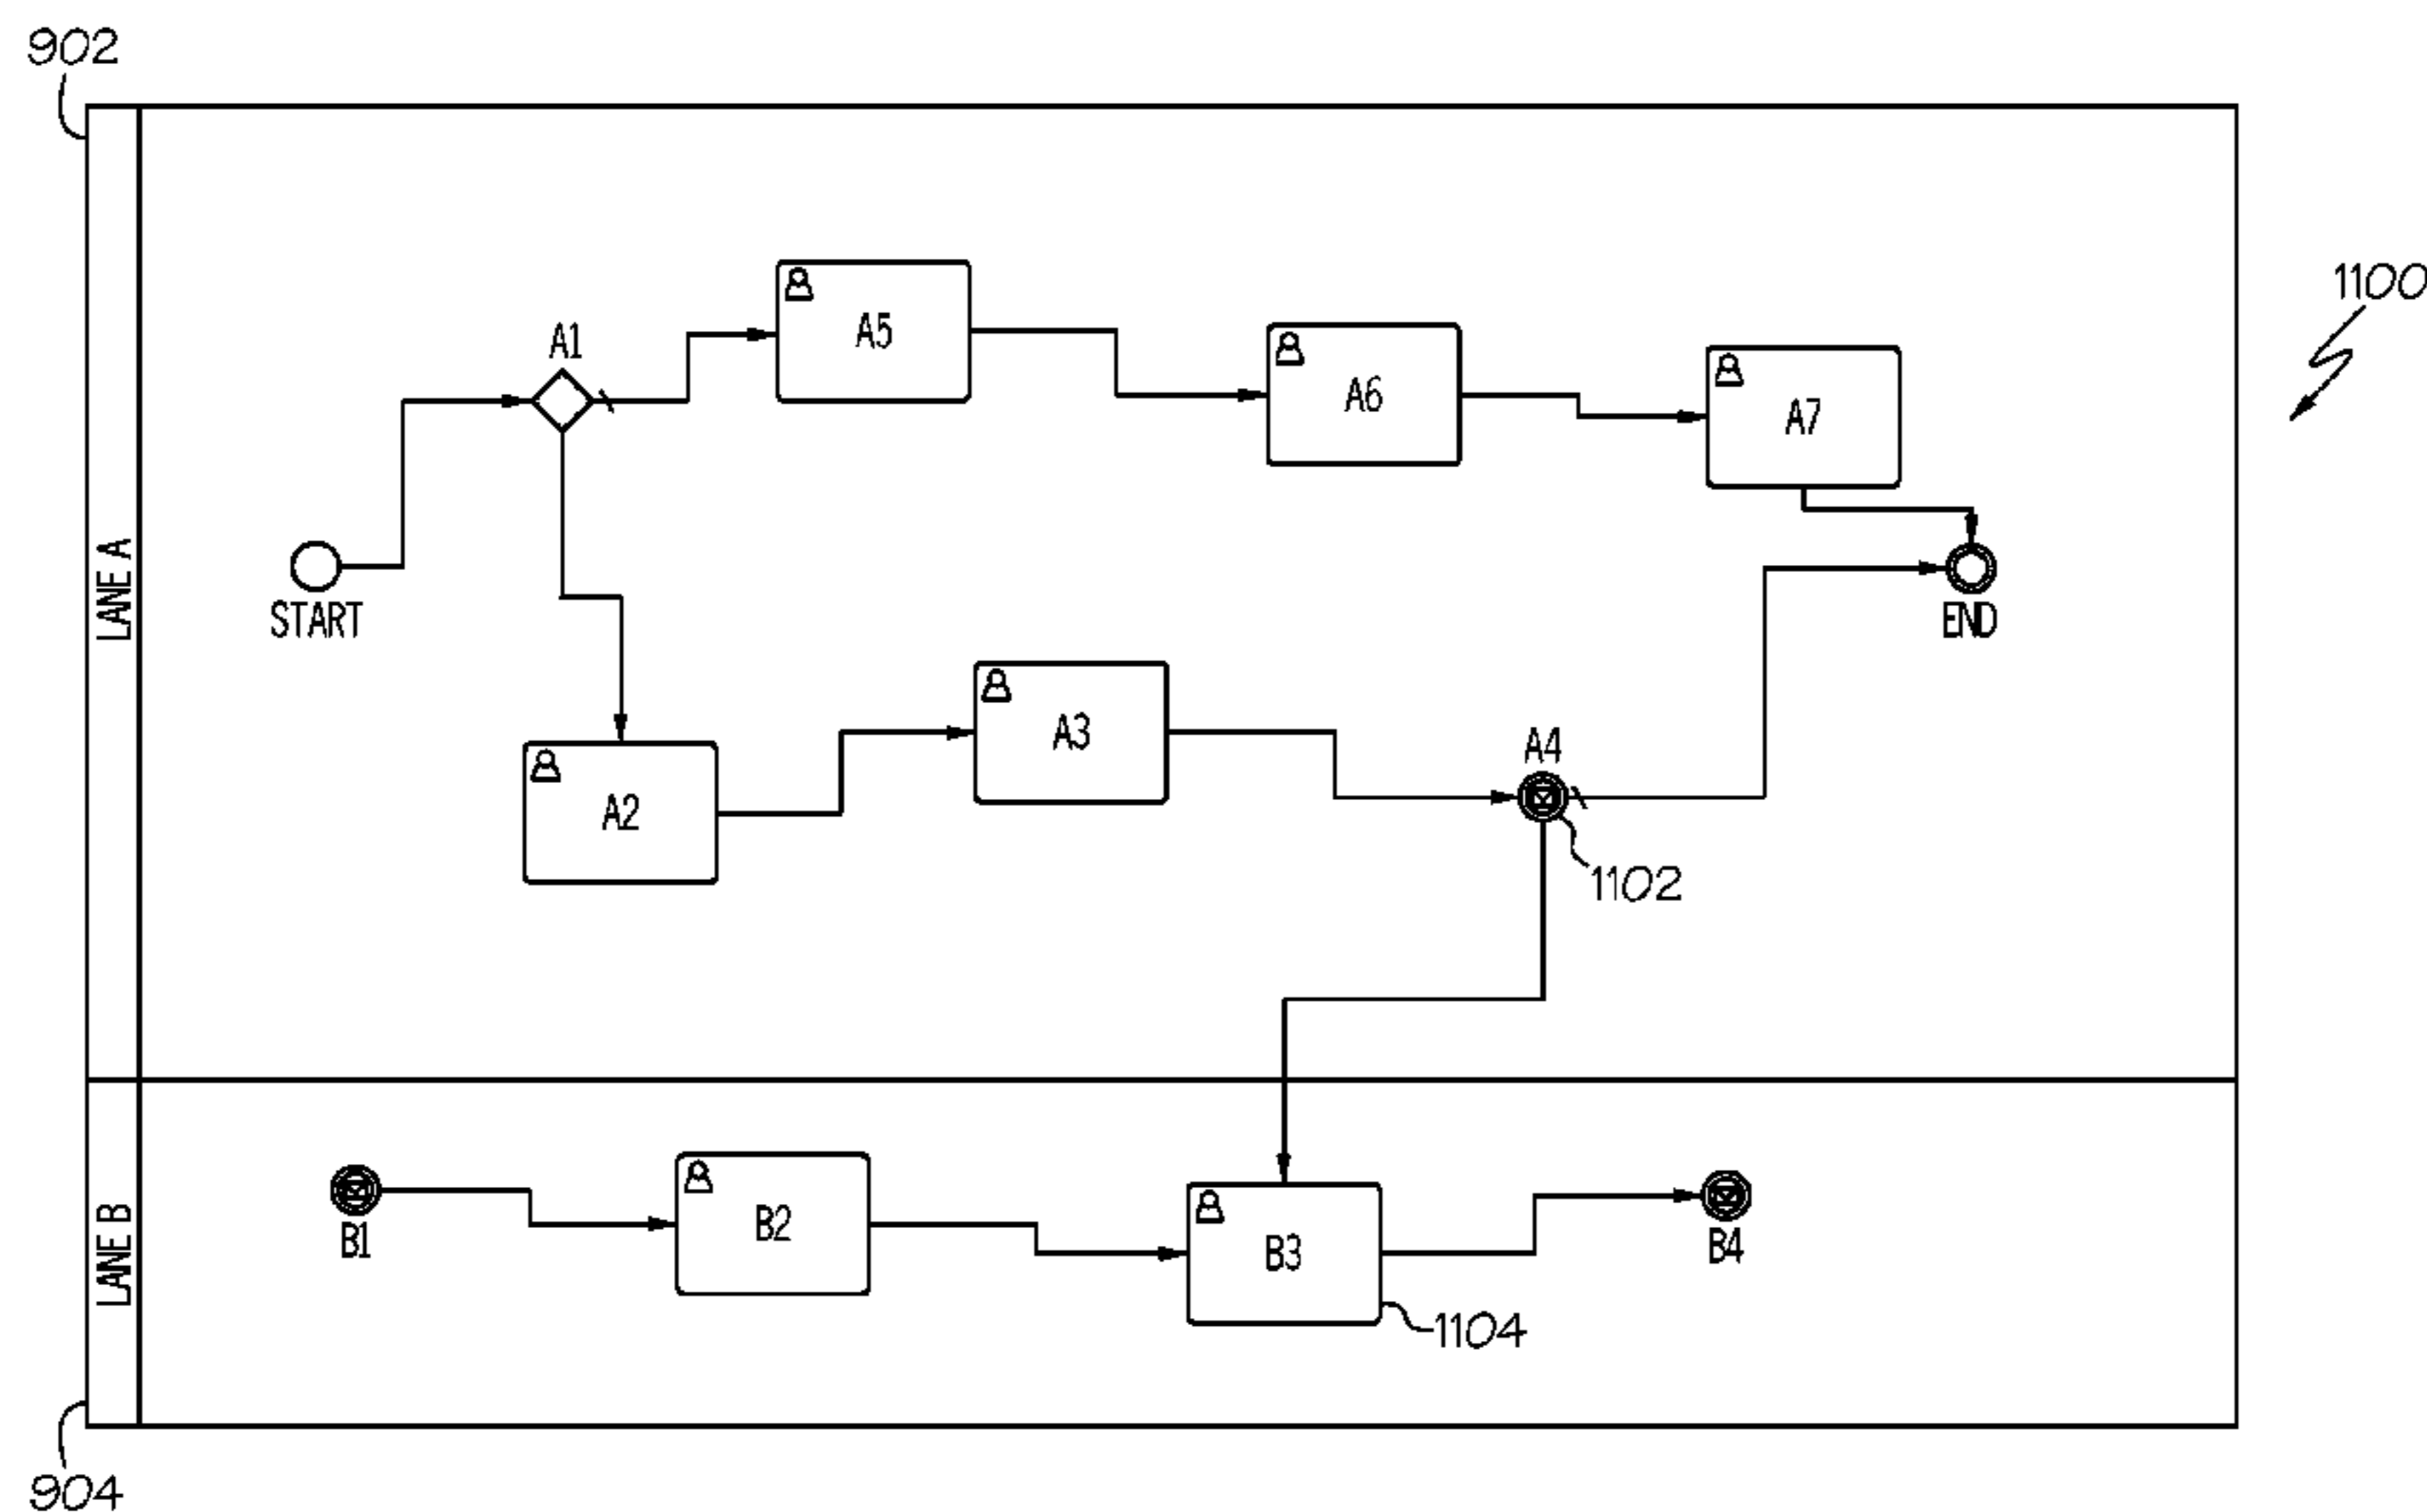 902
1100
A5
A1
A6
A7
LANE A
START
END
A3
A4
A2
1102
LANE B
B1
B2
B3
B4
1104
904